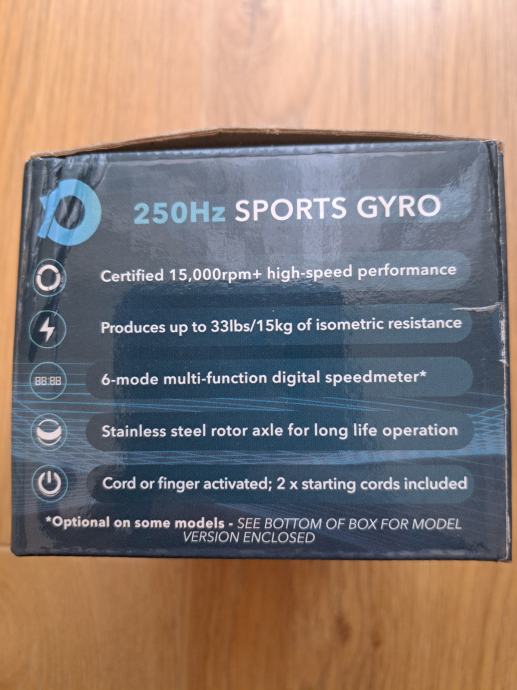 250Hz SPORTS GYRO
Certified 15,000rpm+ high-speed performance
Produces up to 33lbs/15kg of isometric resistance
88:88
6-mode multi-function digital speedmeter*
Stainless steel rotor axle for long life operation
Cord or finger activated; 2 x starting cords included
*Optional on some models - SEE BOTTOM OF BOX FOR MODEL
VERSION ENCLOSED